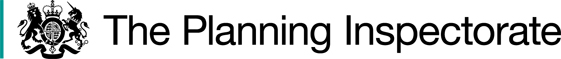 The Planning Inspectorate